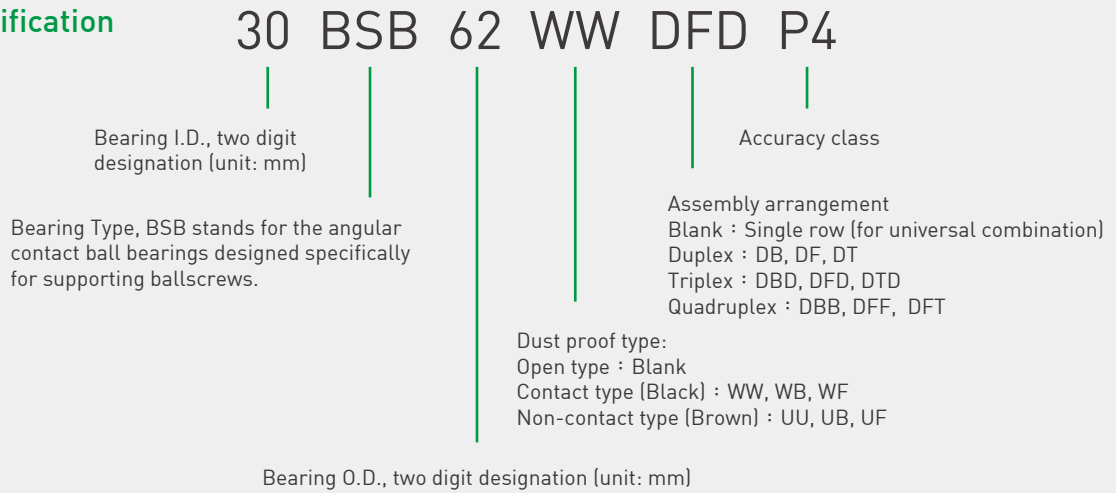 ification
30 BSB 62 WW DFD P4
Bearing I.D., two digit
designation (unit: mm)
Accuracy class
Bearing Type, BSB stands for the angular
contact ball bearings designed specifically
for supporting ballscrews.
Assembly arrangement
Blank：Single row (for universal combination)
Duplex：DB, DF, DT
Triplex：DBD, DFD, DTD
Quadruplex：DBB, DFF, DFT
Dust proof type:
Open type：Blank
Contact type (Black)：WW, WB, WF
Non-contact type (Brown)：UU, UB, UF
Bearing O.D., two digit designation (unit: mm)